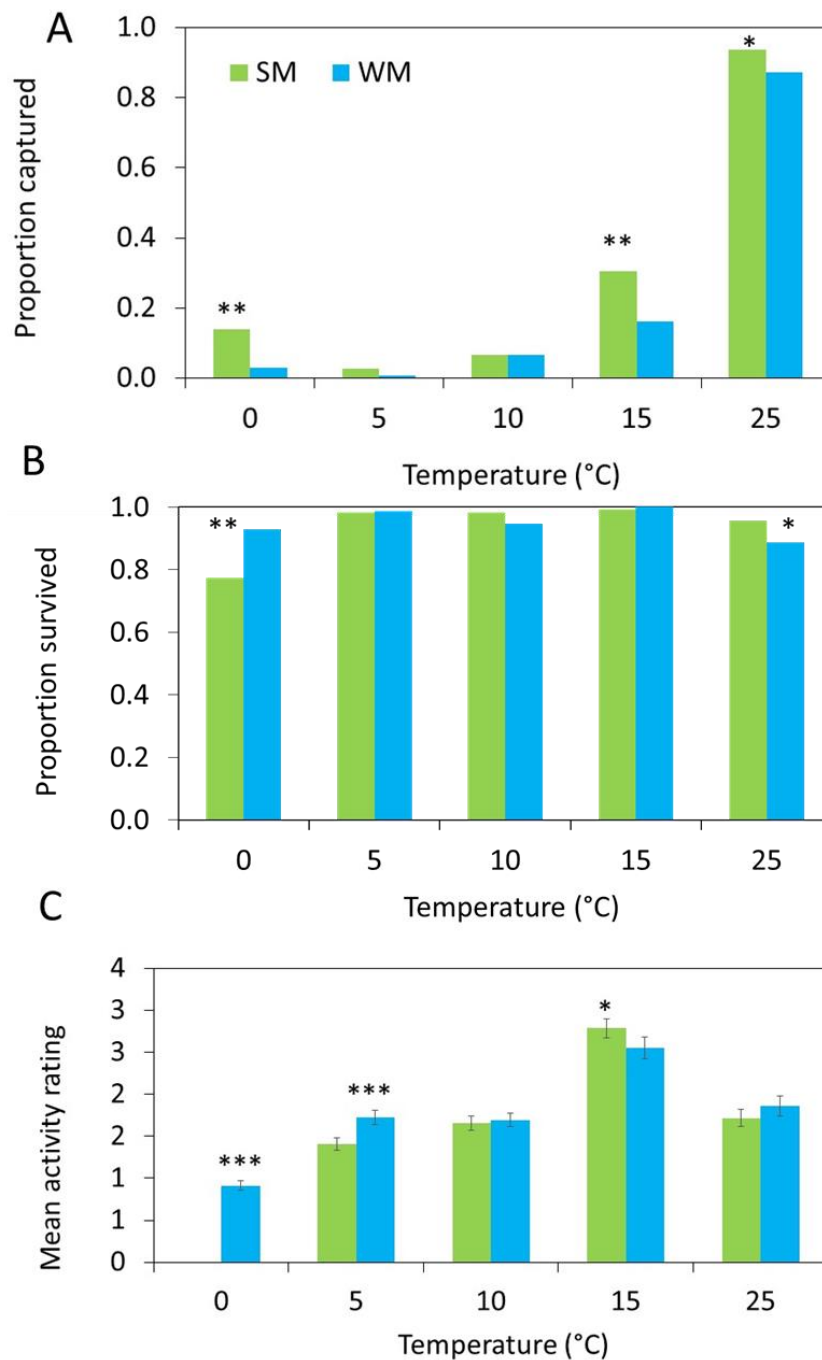 A
Proportion captured
1.0
0.8
0.6
0.4
0.2
0.0
SM WM
**
**
*
0 5 10 15 25
Temperature (°C)
B
Proportion survived
1.0
0.8
0.6
0.4
0.2
0.0
**
*
0 5 10 15 25
Temperature (°C)
C
Mean activity rating
4
3
3
2
2
1
1
0
***
***
*
0 5 10 15 25
Temperature (°C)